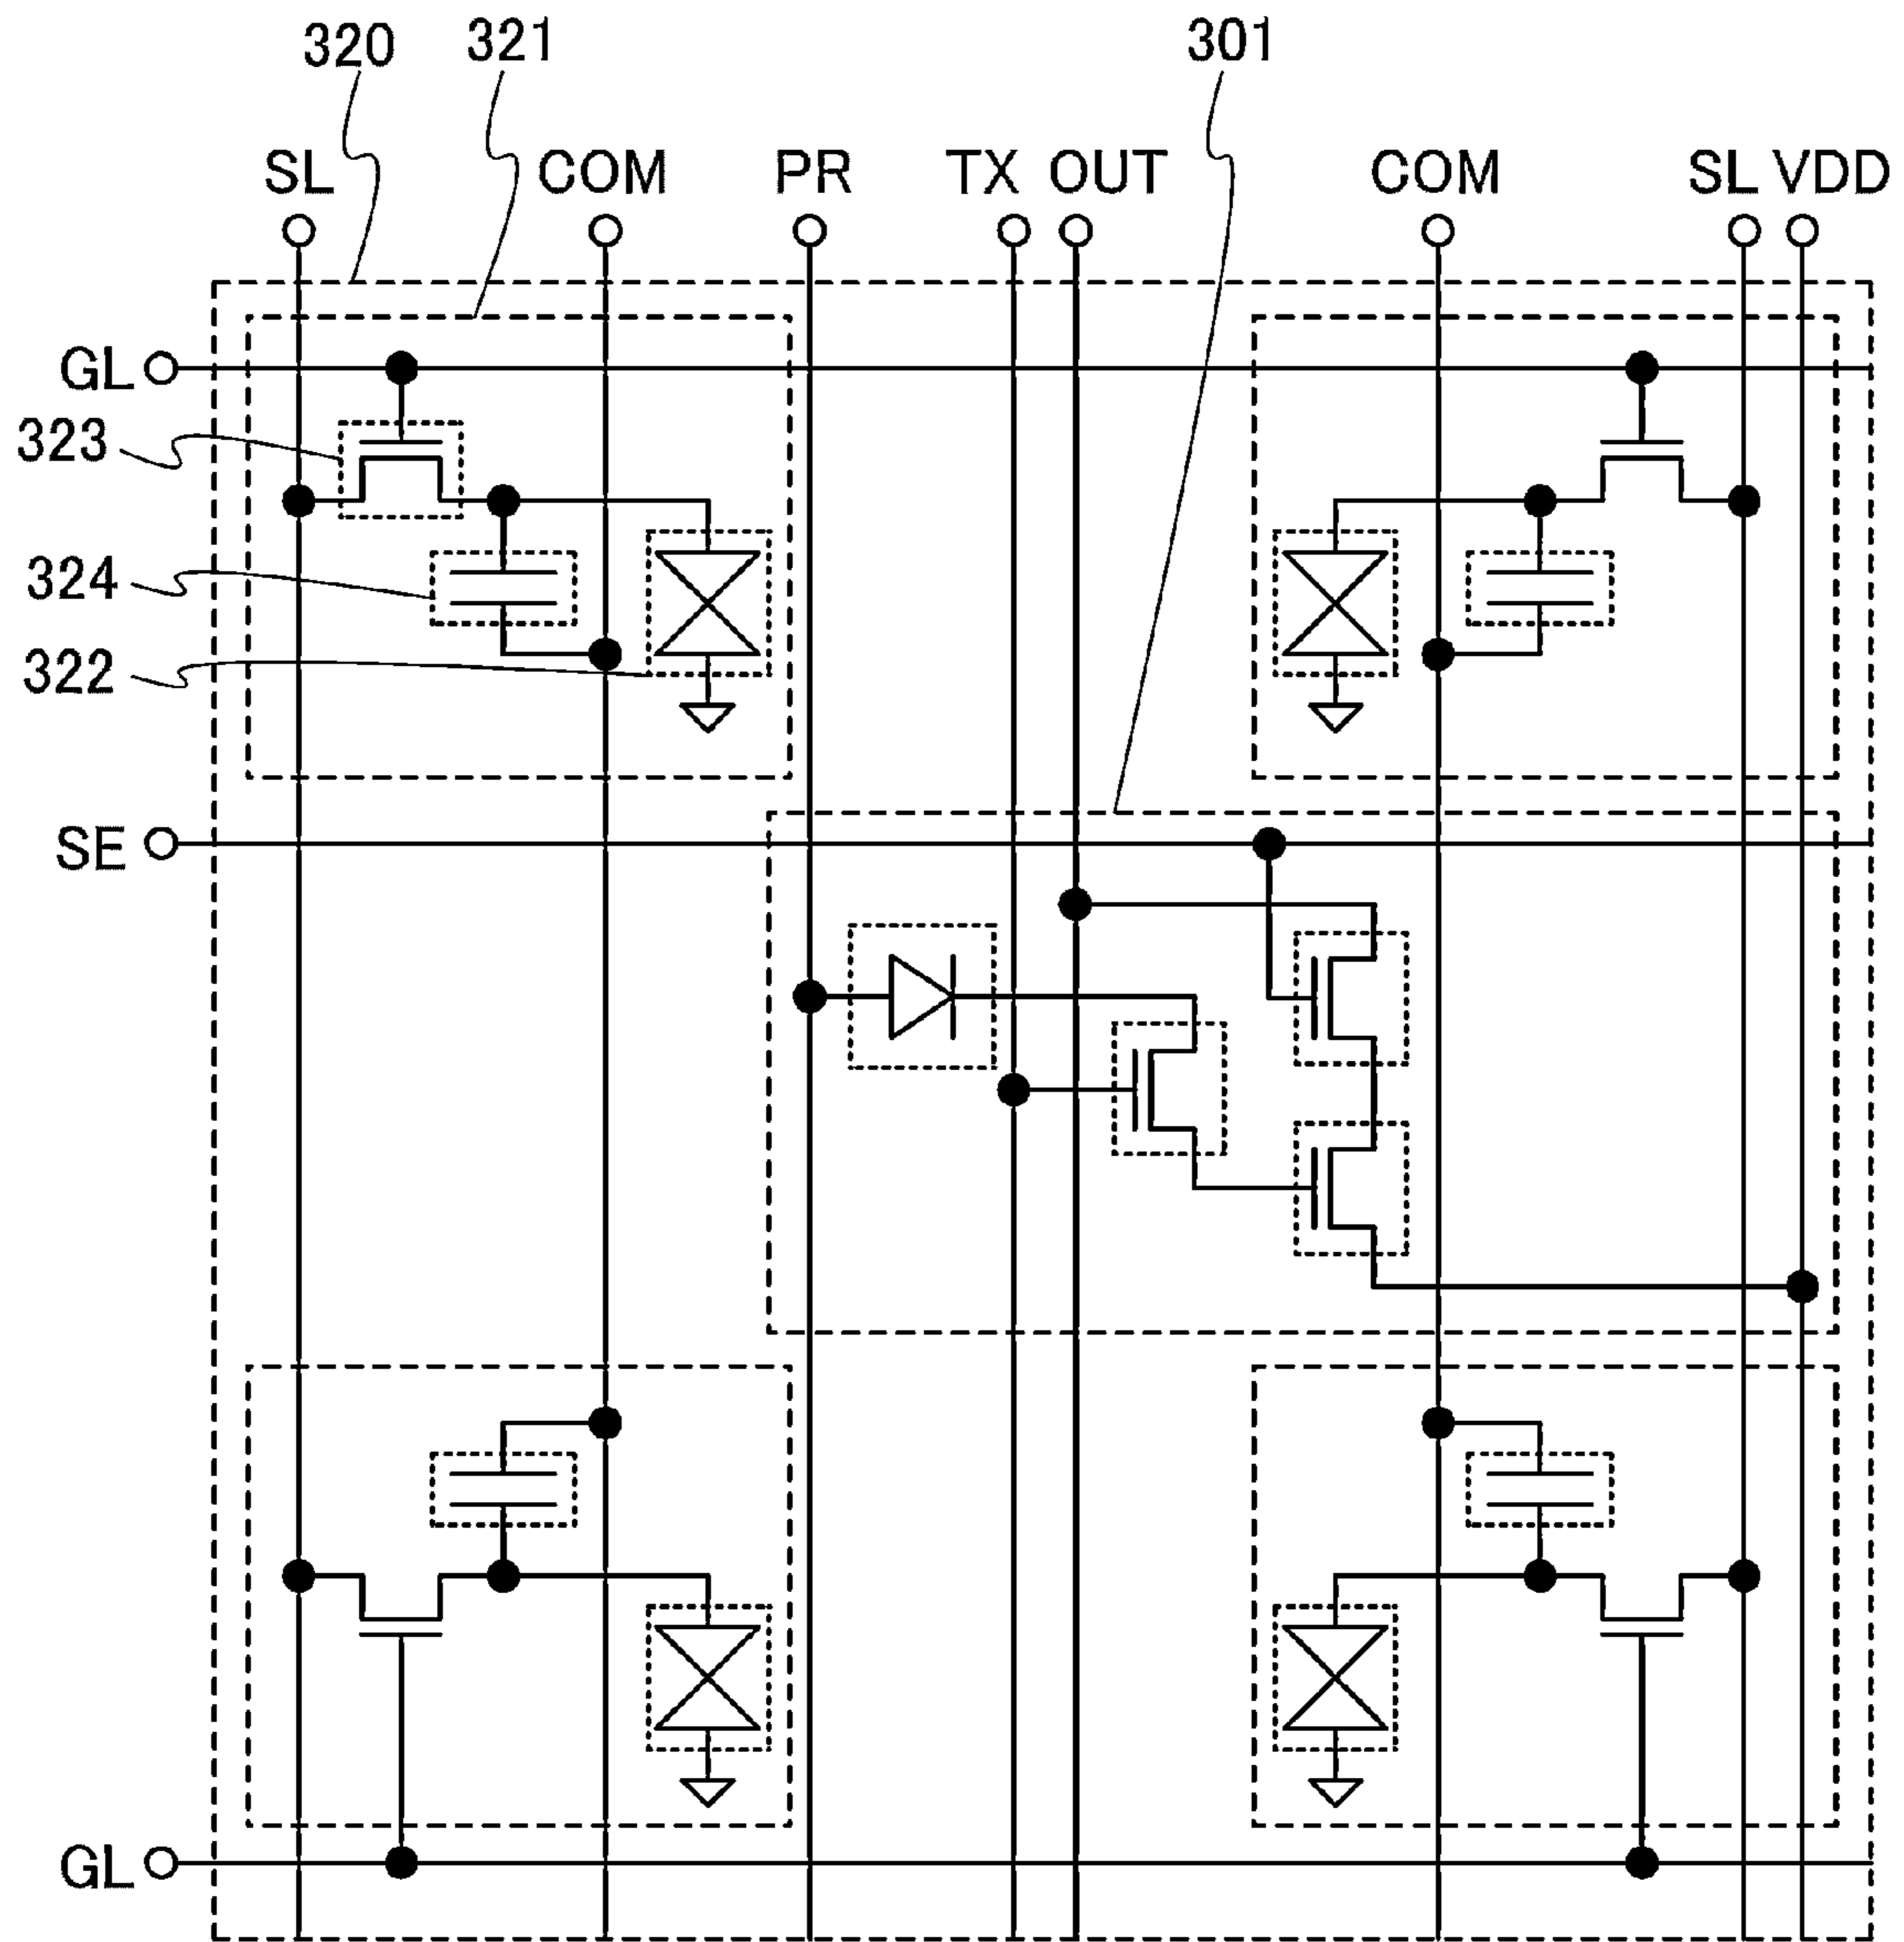 320 321 301
SL COM PR TX OUT COM SL VDD
GL
323
324
322
SE
GL